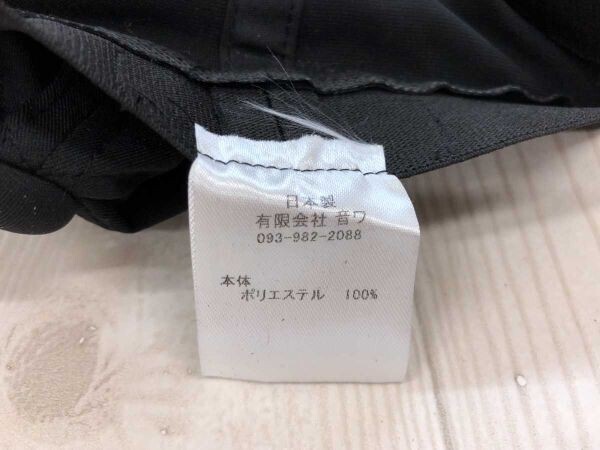 日本製
有限会社 音ワ
093-982-2088
本体
ポリエステル 100%